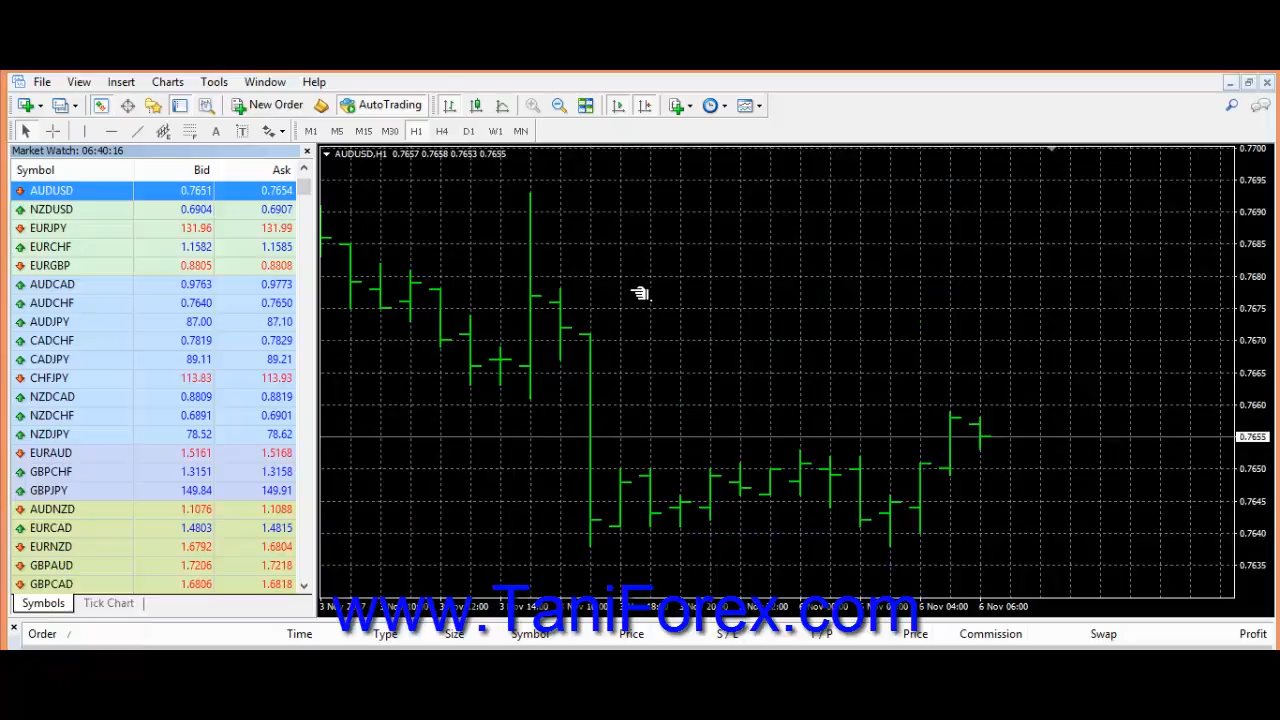 File View Insert Charts Tools Window Help
New Order AutoTrading
A T M1 M5 M15 M30 H1 H4 D1 W1 MN
Market Watch: 06:40:16
Symbol Bid Ask
AUDUSD 0.7651 0.7654
NZDUSD 0.6904 0.6907
EURJPY 131.96 131.99
EURCHF 1.1582 1.1585
EURGBP 0.8805 0.8808
AUDCAD 0.9763 0.9773
AUDCHF 0.7640 0.7650
AUDJPY 87.00 87.10
CADCHF 0.7819 0.7829
CADJPY 89.11 89.21
CHFJPY 113.83 113.93
NZDCAD 0.8809 0.8819
NZDCHF 0.6891 0.6901
NZDJPY 78.52 78.62
EURAUD 1.5161 1.5168
GBPCHF 1.3151 1.3158
GBPJPY 149.84 149.91
AUDNZD 1.1076 1.1088
EURCAD 1.4803 1.4815
EURNZD 1.6792 1.6804
GBPAUD 1.7206 1.7218
GBPCAD 1.6806 1.6818
Symbols Tick Chart
AUDUSD,H1 0.7657 0.7658 0.7653 0.7655
0.7700
0.7695
0.7690
0.7685
0.7680
0.7675
0.7670
0.7665
0.7660
0.7655
0.7650
0.7645
0.7640
0.7635
3 Nov 14:00 6 Nov 04:00 6 Nov 06:00
www.TaniForex.com
Order / Time Type Size Symbol Price S / L T / P Price Commission Swap Profit